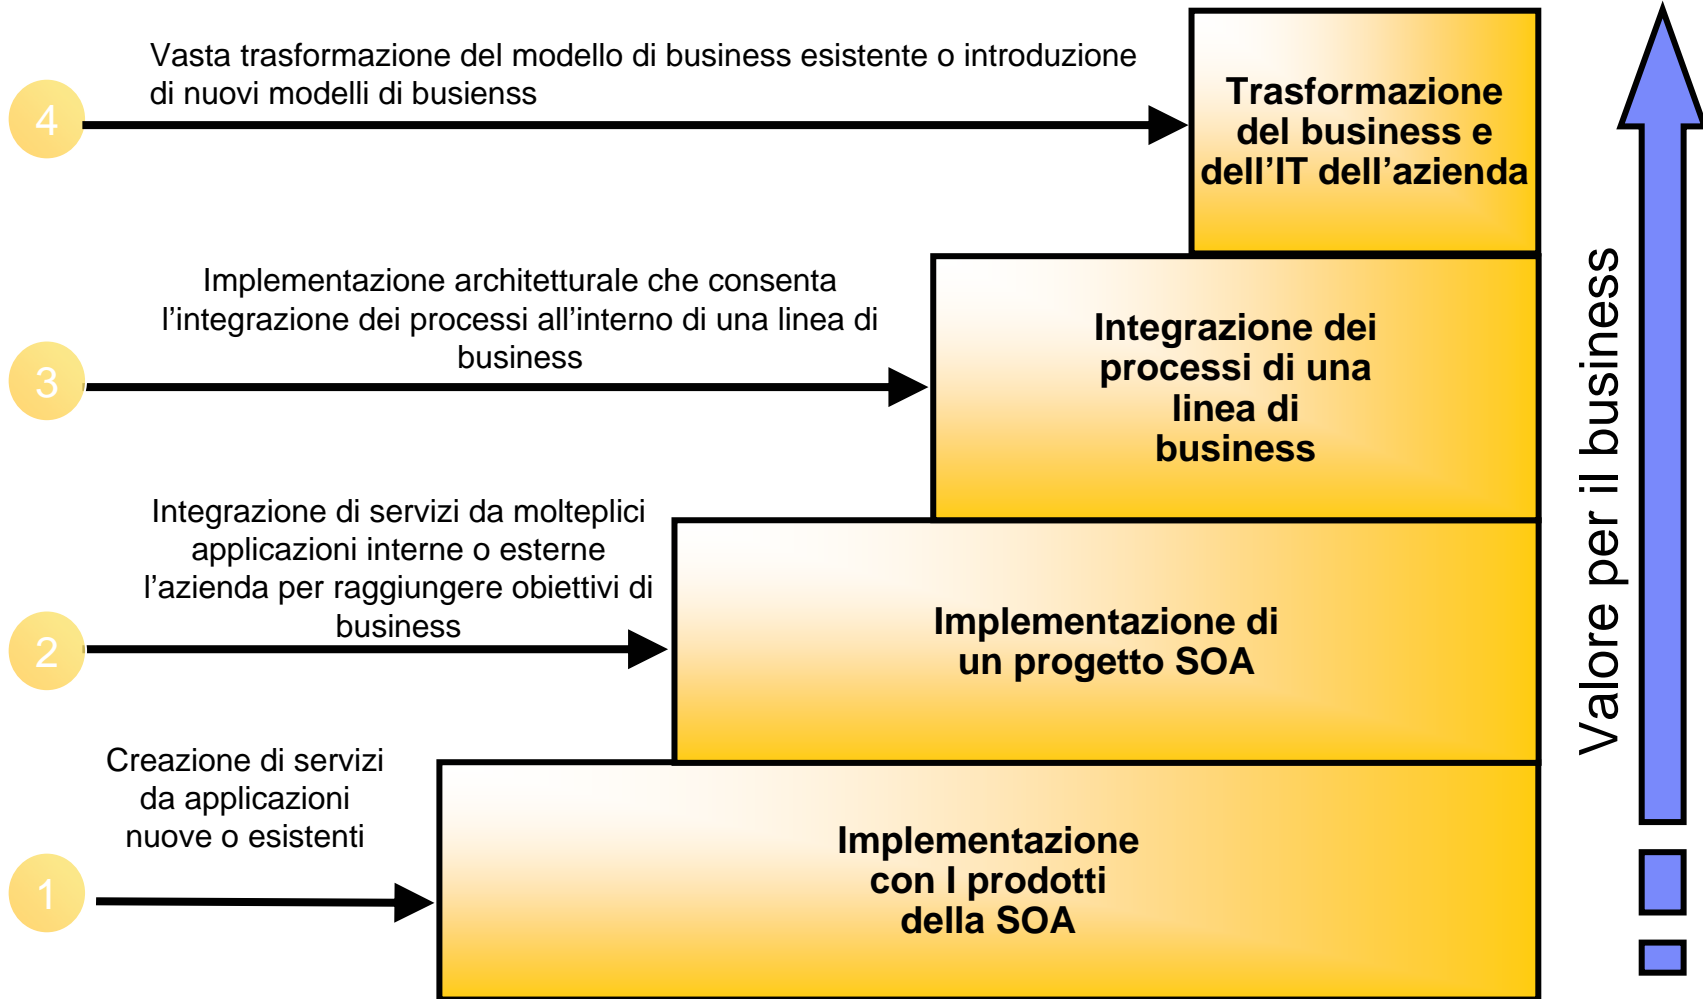 Vasta trasformazione del modello di business esistente o introduzione
di nuovi modelli di busienss
4
Trasformazione
del business e
dell’IT dell’azienda
Implementazione architetturale che consenta
l’integrazione dei processi all’interno di una linea di
business
3
Integrazione dei
processi di una
linea di
business
Integrazione di servizi da molteplici
applicazioni interne o esterne
l’azienda per raggiungere obiettivi di
business
2
Implementazione di
un progetto SOA
Creazione di servizi
da applicazioni
nuove o esistenti
1
Implementazione
con I prodotti
della SOA
Valore per il business